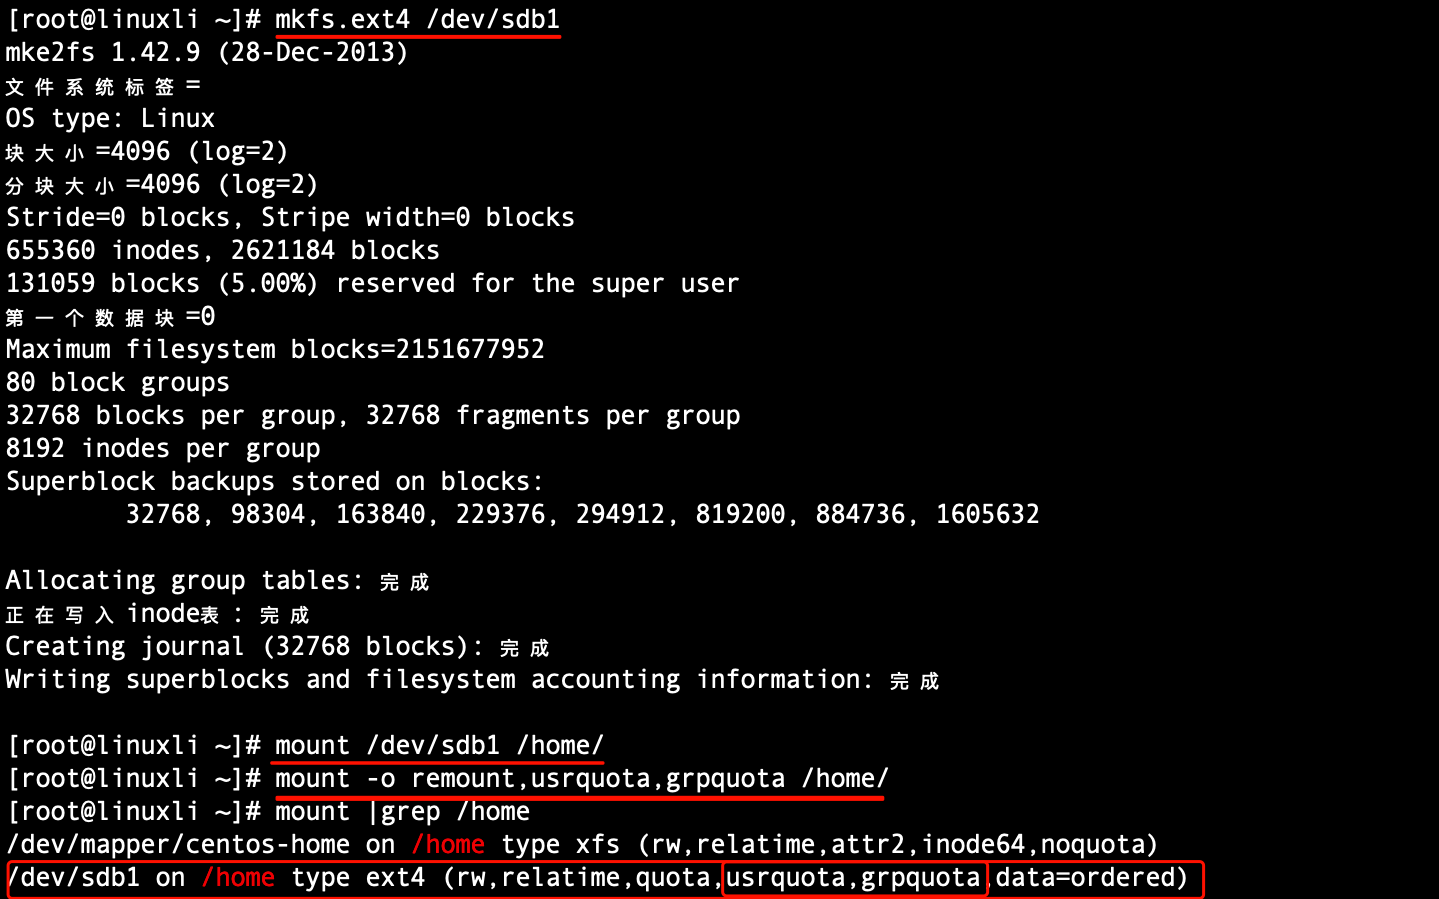 [root@linuxli ~]# mkfs.ext4 /dev/sdb1
mke2fs 1.42.9 (28-Dec-2013)
文件系统标签=
OS type: Linux
块大小=4096 (log=2)
分块大小=4096 (log=2)
Stride=0 blocks, Stripe width=0 blocks
655360 inodes, 2621184 blocks
131059 blocks (5.00%) reserved for the super user
第一个数据块=0
Maximum filesystem blocks=2151677952
80 block groups
32768 blocks per group, 32768 fragments per group
8192 inodes per group
Superblock backups stored on blocks:
32768, 98304, 163840, 229376, 294912, 819200, 884736, 1605632
Allocating group tables: 完成
正在写入inode表: 完成
Creating journal (32768 blocks): 完成
Writing superblocks and filesystem accounting information: 完成
[root@linuxli ~]# mount /dev/sdb1 /home/
[root@linuxli ~]# mount -o remount,usrquota,grpquota /home/
[root@linuxli ~]# mount |grep /home
/dev/mapper/centos-home on /home type xfs (rw,relatime,attr2,inode64,noquota)
/dev/sdb1 on /home type ext4 (rw,relatime,quota,usrquota,grpquota,data=ordered)